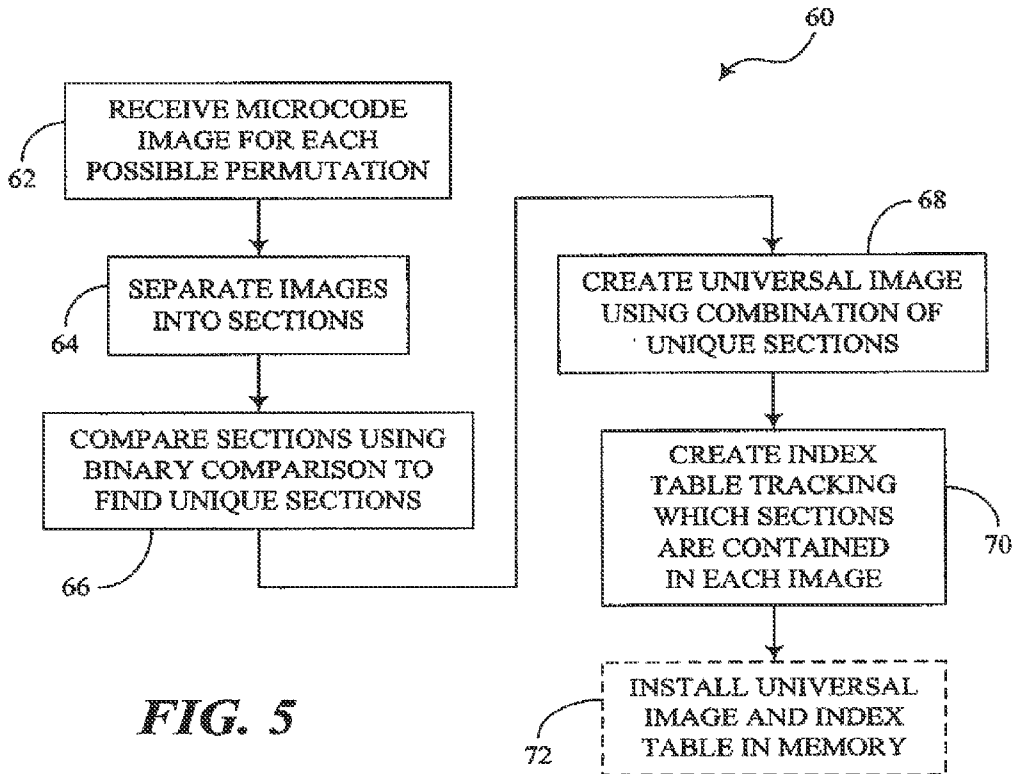 60
RECEIVE MICROCODE
IMAGE FOR EACH
POSSIBLE PERMUTATION
62
SEPARATE IMAGES
INTO SECTIONS
64
COMPARE SECTIONS USING
BINARY COMPARISON TO
FIND UNIQUE SECTIONS
66
68
CREATE UNIVERSAL IMAGE
USING COMBINATION OF
UNIQUE SECTIONS
CREATE INDEX
TABLE TRACKING
WHICH SECTIONS
ARE CONTAINED
IN EACH IMAGE
70
INSTALL UNIVERSAL
IMAGE AND INDEX
TABLE IN MEMORY
72
FIG. 5